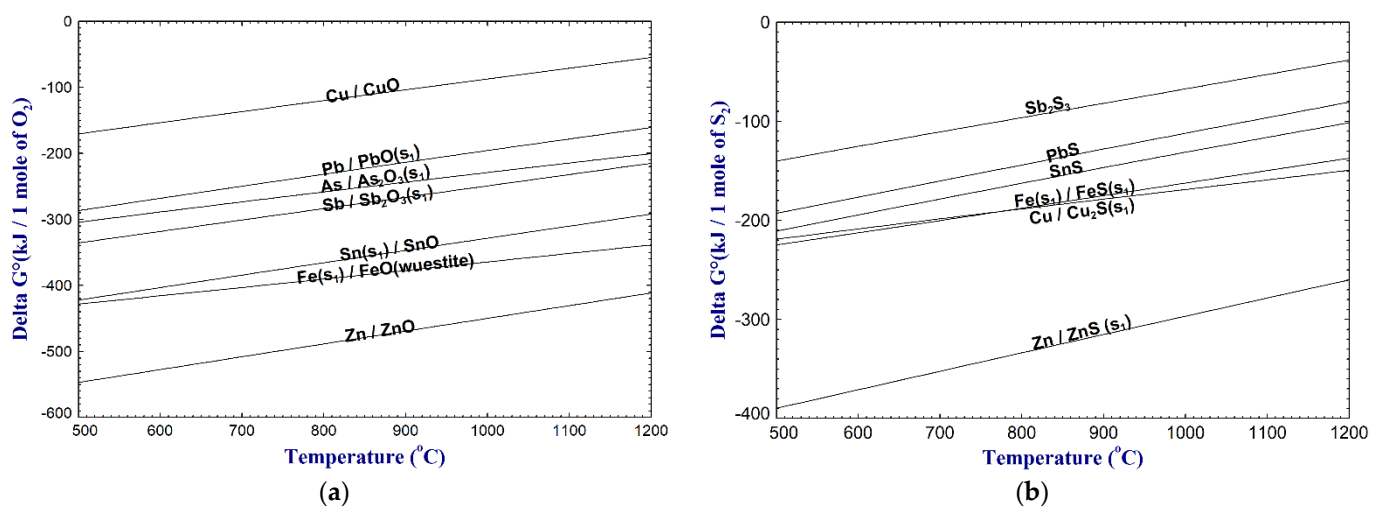 0
-100
-200
-300
-400
-500
-600
Delta G°(kJ / 1 mole of O₂)
Cu / CuO
Pb / PbO(s₁)
As / As₂O₃(s₁)
Sb / Sb₂O₃(s₁)
Sn(s₁) / SnO
Fe(s₁) / FeO(wuestite)
Zn / ZnO
500 600 700 800 900 1000 1100 1200
Temperature (°C)
(a)
0
-100
-200
-300
-400
Delta G°(kJ / 1 mole of S₂)
Sb₂S₃
PbS
SnS
Fe(s₁) / FeS(s₁)
Cu / Cu₂S(s₁)
Zn / ZnS (s₁)
500 600 700 800 900 1000 1100 1200
Temperature (°C)
(b)